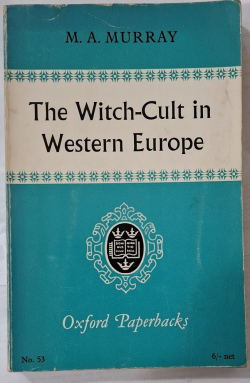 M. A. MURRAY
The Witch-Cult in
Western Europe
Oxford Paperbacks
No. 53 6/- net